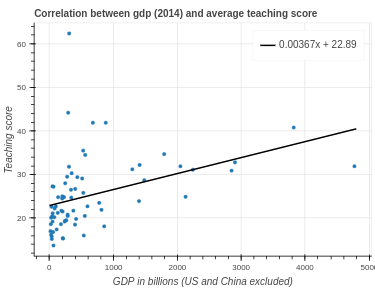 Correlation between gdp (2014) and average teaching score
0.00367x + 22.89
60
50
40
30
20
Teaching score
0
1000
2000
3000
4000
5000
GDP in billions (US and China excluded)